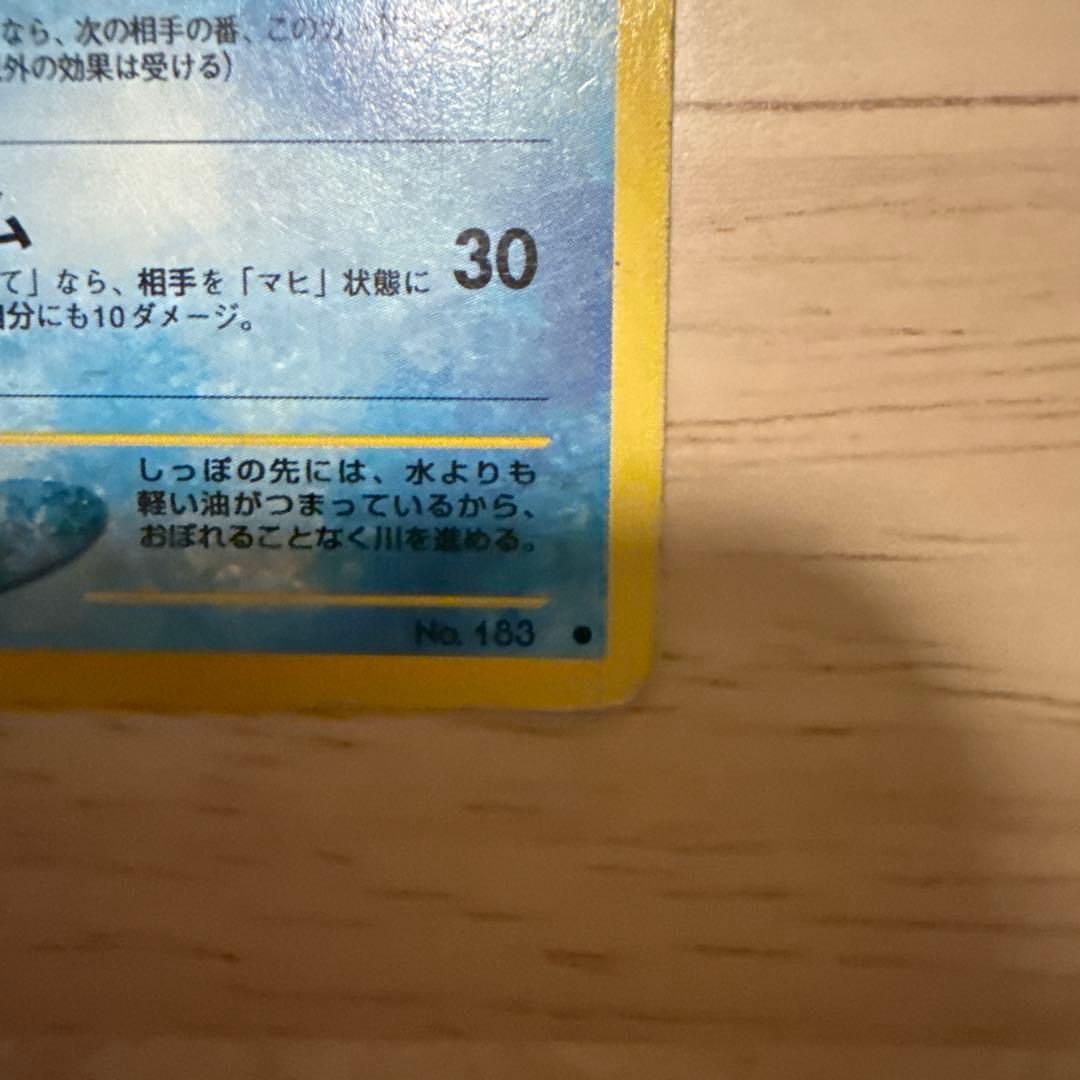 なら、次の相手の番、この
外の効果は受ける）
ム
30
て」なら、相手を「マヒ」状態に
自分にも10ダメージ。
しっぽの先には、水よりも
軽い油がつまっているから、
おぼれることなく川を進める。
No. 183 ●